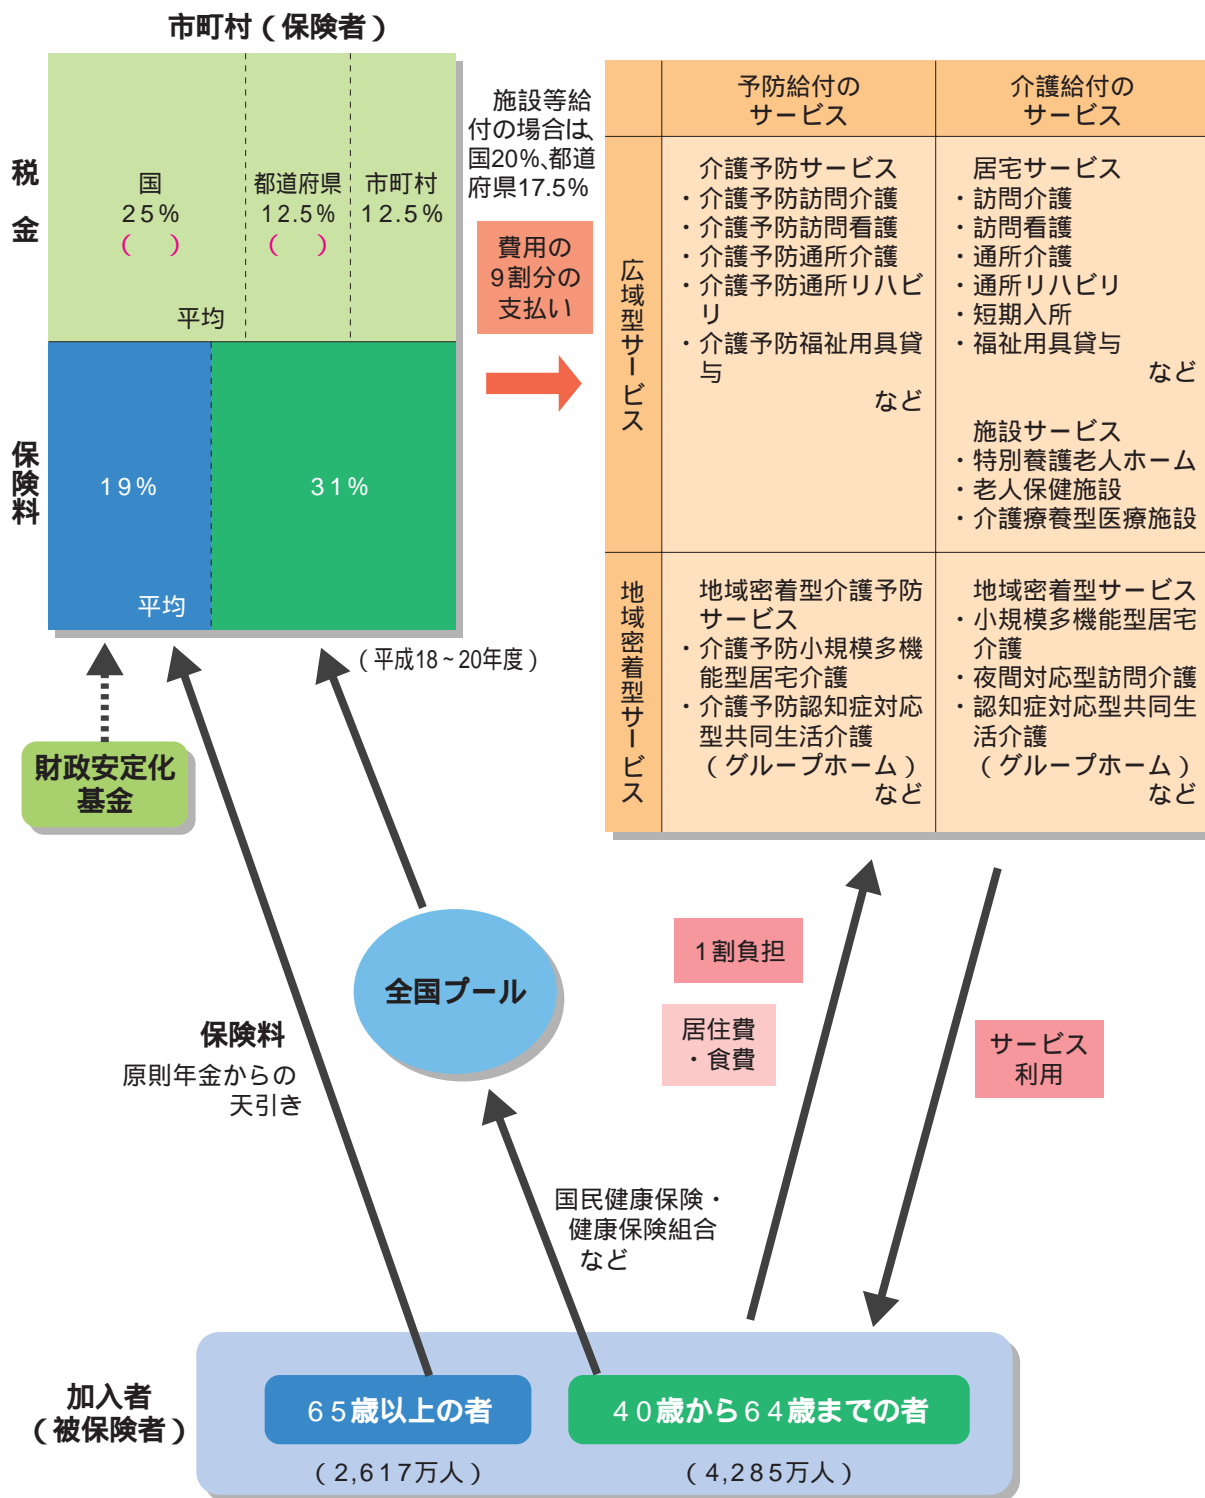 市町村（保険者）
税金
国
25%
(　　)
都道府県
12.5%
(　　)
市町村
12.5%
平均
保険料
19%
31%
平均
（平成18～20年度）
施設等給
付の場合は、
国20%、都道
府県17.5%
費用の
9割分の
支払い
予防給付の
サービス
介護給付の
サービス
広域型サービス
介護予防サービス
・介護予防訪問介護
・介護予防訪問看護
・介護予防通所介護
・介護予防通所リハビ
リ
・介護予防福祉用具貸
与
など
居宅サービス
・訪問介護
・訪問看護
・通所介護
・通所リハビリ
・短期入所
・福祉用具貸与
など
施設サービス
・特別養護老人ホーム
・老人保健施設
・介護療養型医療施設
地域密着型サービス
地域密着型介護予防
サービス
・介護予防小規模多機
能型居宅介護
・介護予防認知症対応
型共同生活介護
（グループホーム）
など
地域密着型サービス
・小規模多機能型居宅
介護
・夜間対応型訪問介護
・認知症対応型共同生
活介護
（グループホーム）
など
財政安定化
基金
全国プール
保険料
原則年金からの
天引き
国民健康保険・
健康保険組合
など
1割負担
居住費
・食費
サービス
利用
加入者
（被保険者）
65歳以上の者
40歳から64歳までの者
（2,617万人）
（4,285万人）